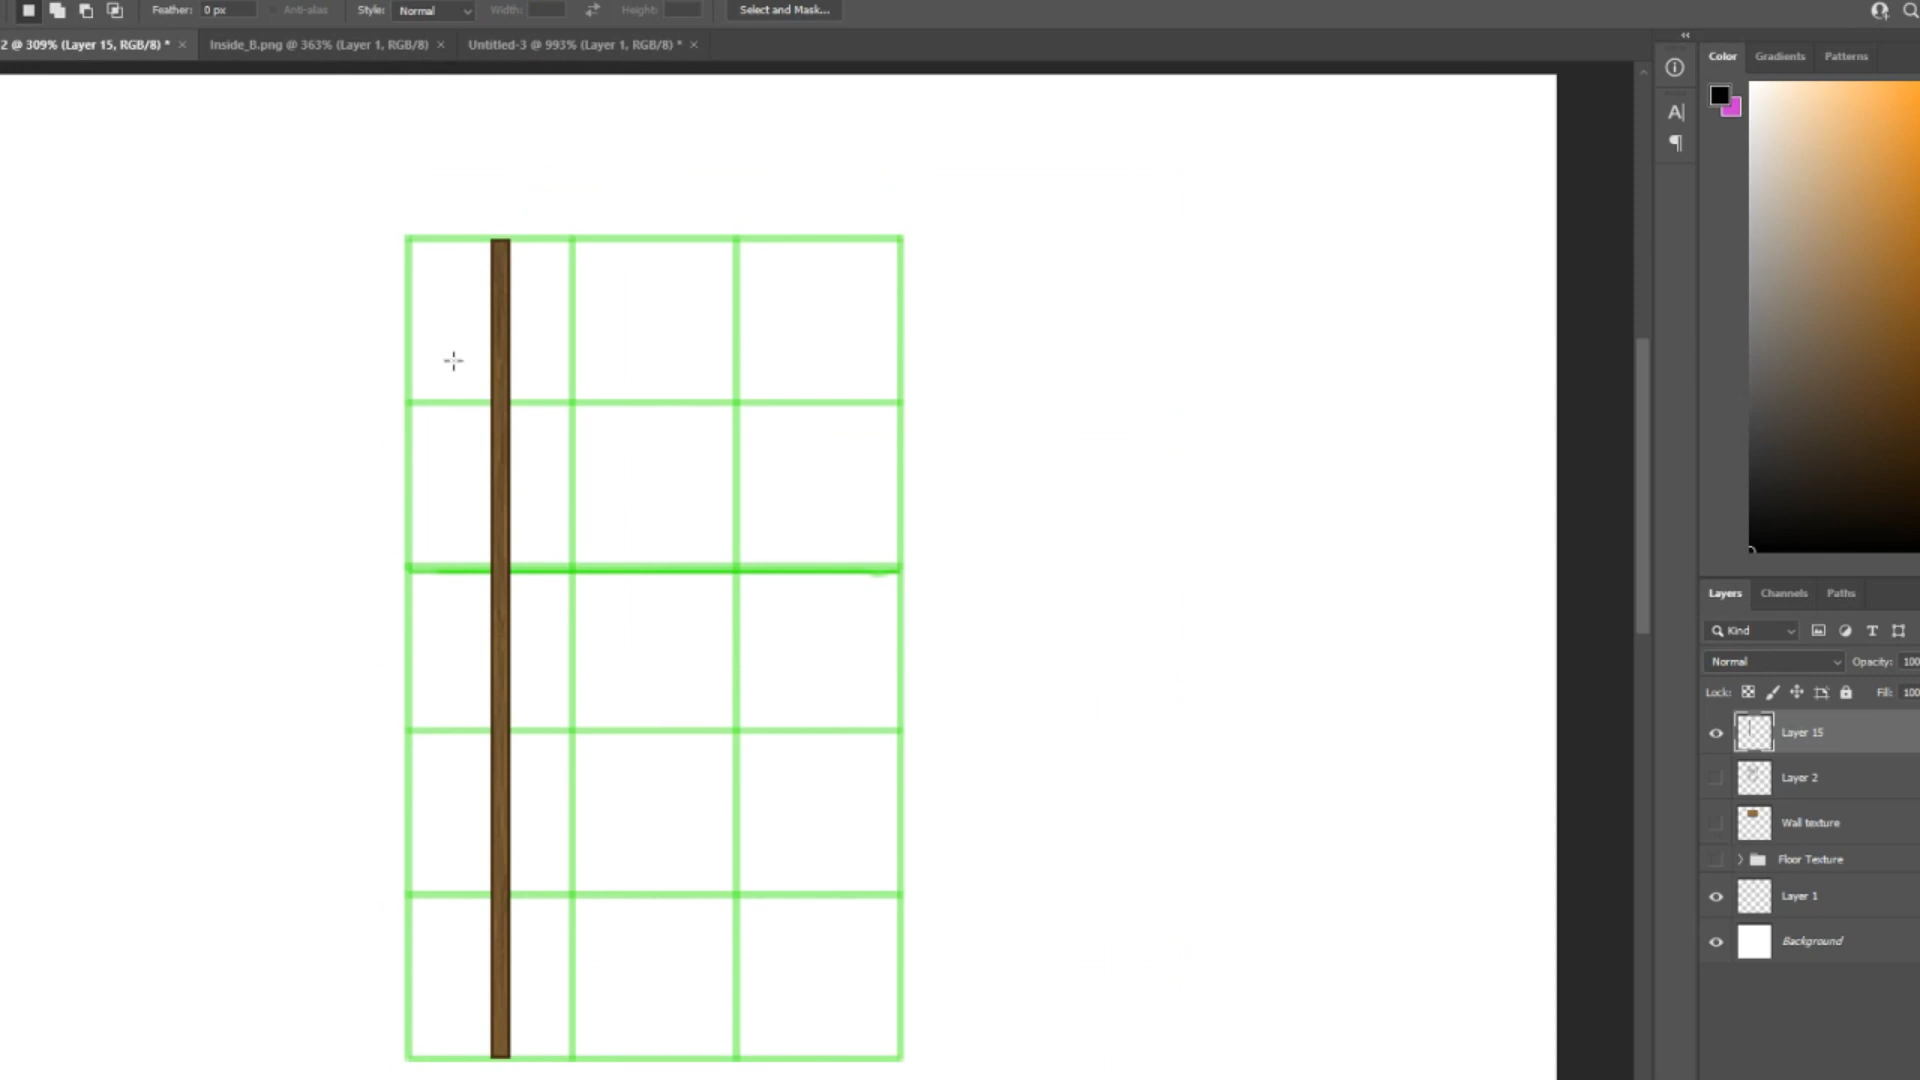 Feather: 0 px Anti-alias Style: Normal Width: Height: Select and Mask...
2 @ 309% (Layer 15, RGB/8) * × Inside_B.png @ 363% (Layer 1, RGB/8) × Untitled-3 @ 993% (Layer 1, RGB/8) * ×
Color Gradients Patterns
Layers Channels Paths
Kind
Normal Opacity: 100
Lock: Fill: 100
Layer 15
Layer 2
Wall texture
Floor Texture
Layer 1
Background